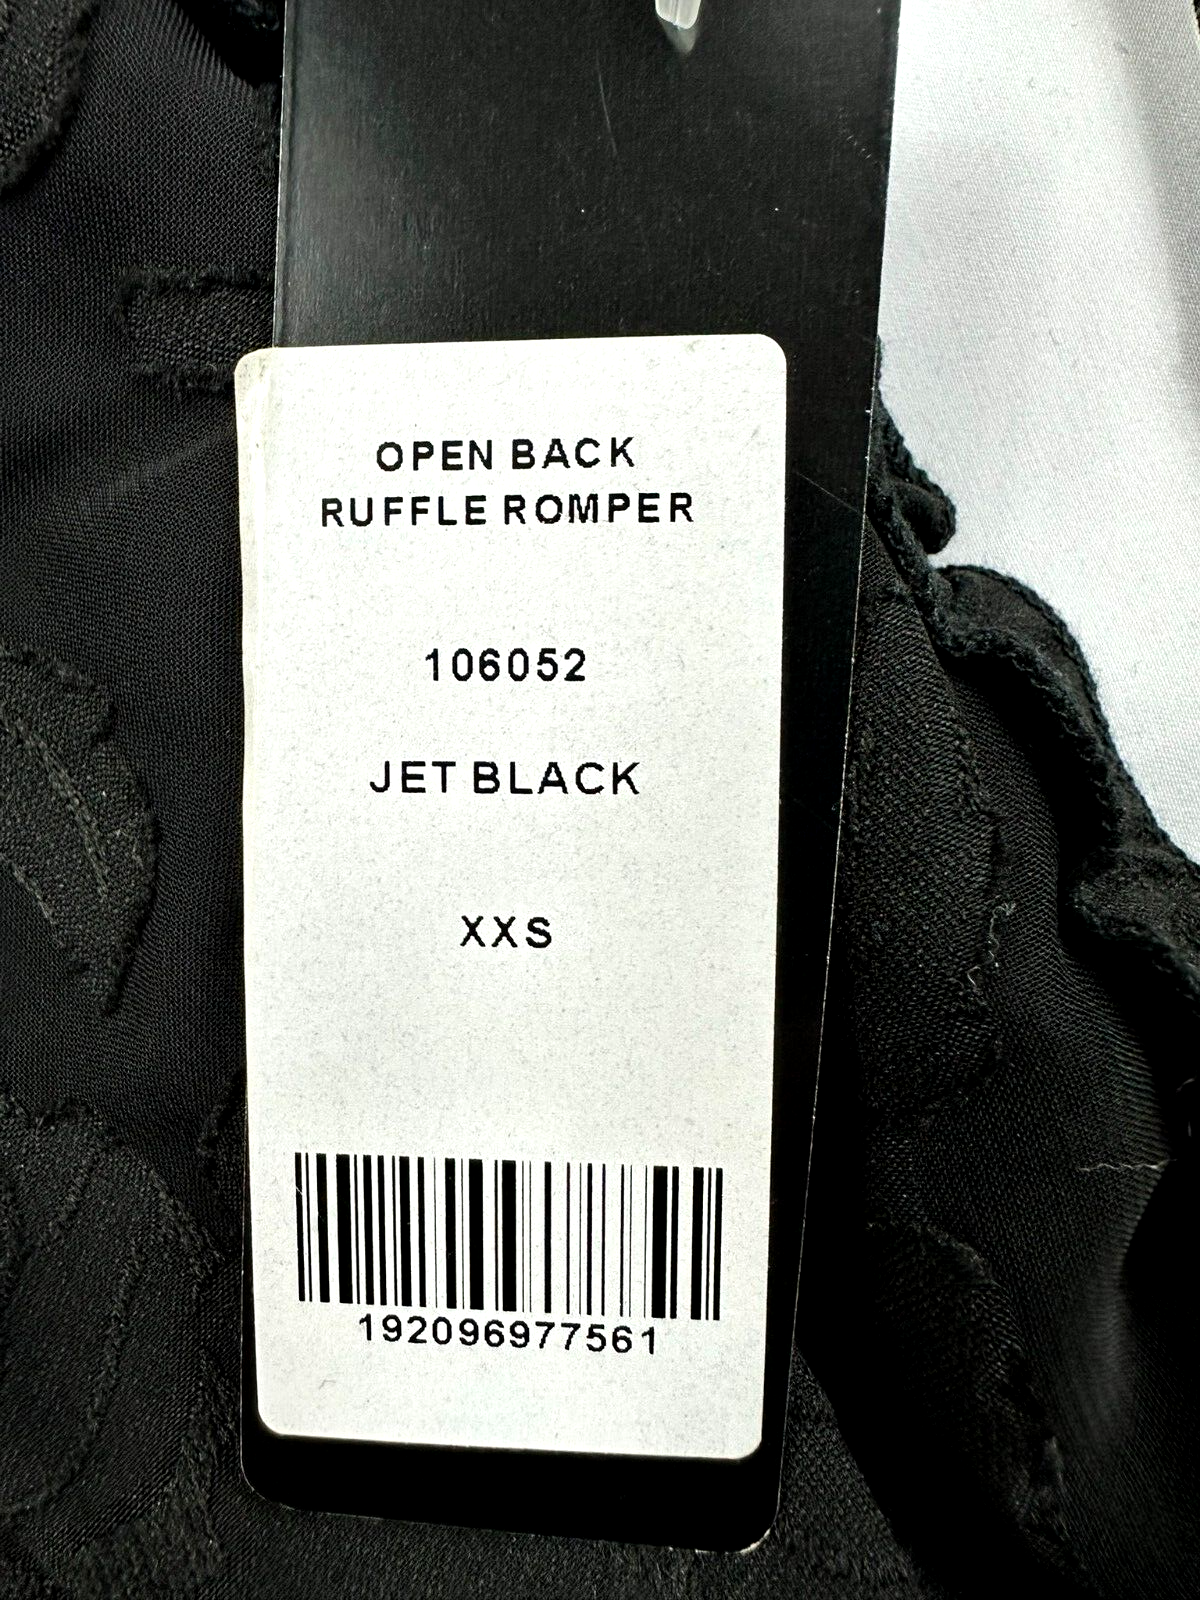 OPEN BACK
RUFFLE ROMPER
106052
JET BLACK
XXS
192096977561